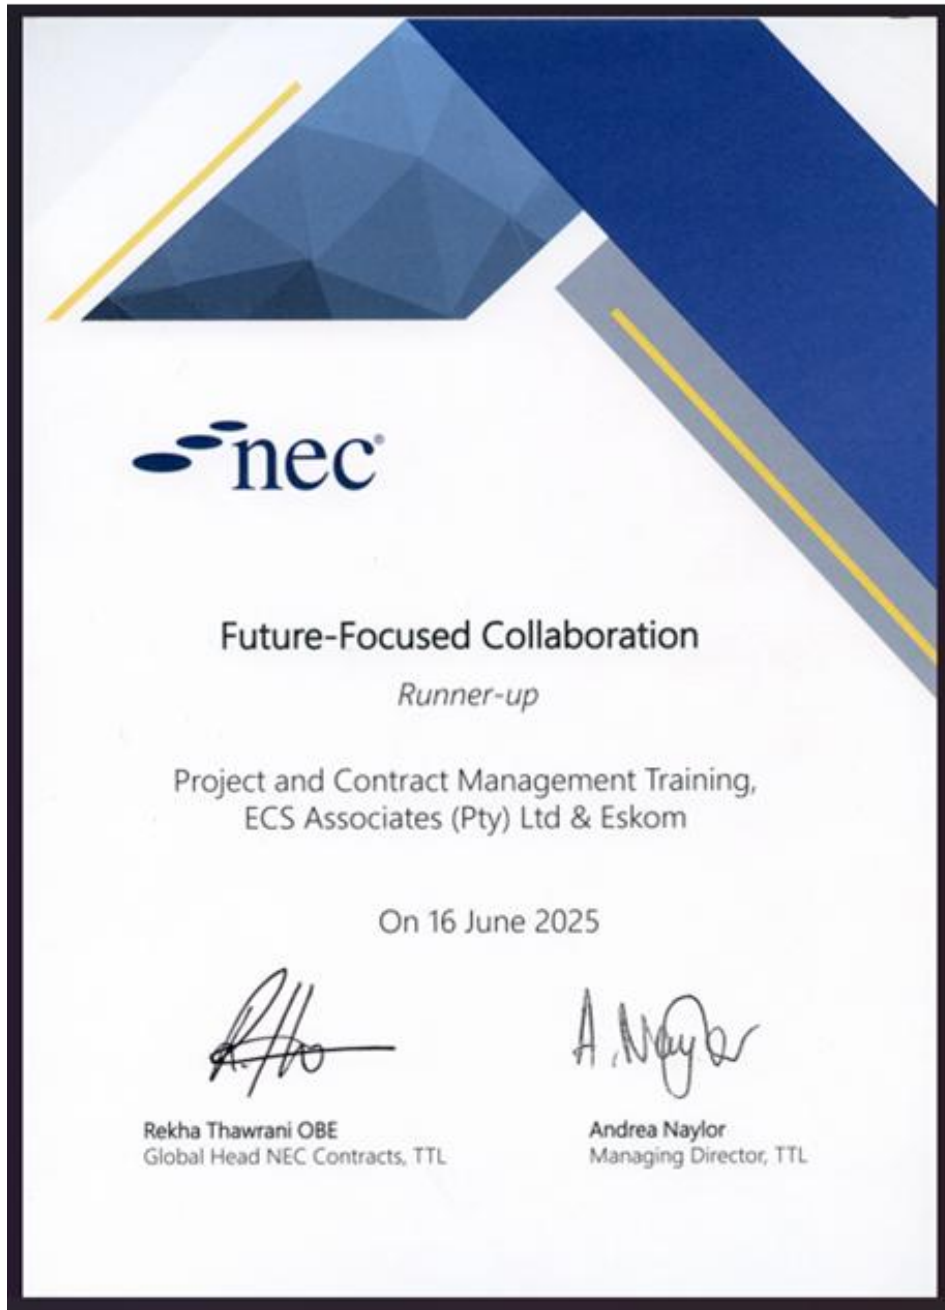 nec®
Future-Focused Collaboration
Runner-up
Project and Contract Management Training,
ECS Associates (Pty) Ltd & Eskom
On 16 June 2025
A. Naylor
Rekha Thawrani OBE
Global Head NEC Contracts, TTL
Andrea Naylor
Managing Director, TTL